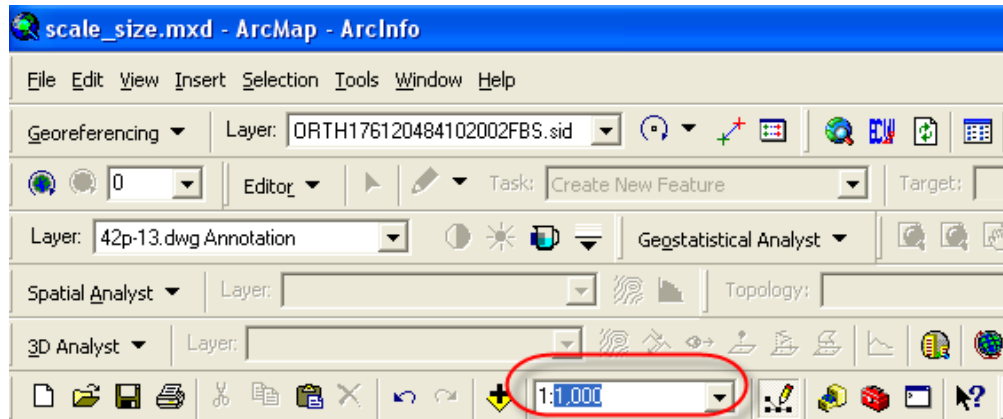 scale_size.mxd - ArcMap - ArcInfo
File Edit View Insert Selection Tools Window Help
Georeferencing Layer: ORTH176120484102002FBS.sid
0 Editor Task: Create New Feature Target:
Layer: 42p-13.dwg Annotation Geostatistical Analyst
Spatial Analyst Layer: Topology:
3D Analyst Layer:
1:1,000